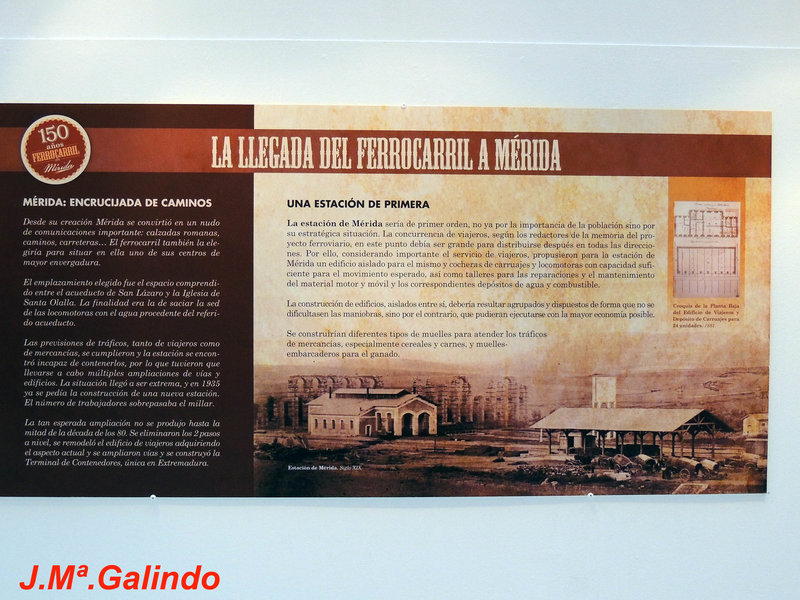 150
años
FERROCARRIL
Mérida
LA LLEGADA DEL FERROCARRIL A MÉRIDA
MÉRIDA: ENCRUCIJADA DE CAMINOS
Desde su creación Mérida se convirtió en un nudo
de comunicaciones importante: calzadas romanas,
caminos, carreteras... El ferrocarril también la ele-
giría para situar en ella uno de sus centros de
mayor envergadura.
El emplazamiento elegido fue el espacio comprendi-
do entre el acueducto de San Lázaro y la Iglesia de
Santa Olalla. La finalidad era la de saciar la sed
de las locomotoras con el agua procedente del referi-
do acueducto.
Las previsiones de tráficos, tanto de viajeros como
de mercancías, se cumplieron y la estación se encon-
tró incapaz de contenerlos, por lo que tuvieron que
llevarse a cabo múltiples ampliaciones de vías y
edificios. La situación llegó a ser extrema, y en 1935
ya se pedía la construcción de una nueva estación.
El número de trabajadores sobrepasaba el millar.
La tan esperada ampliación no se produjo hasta la
mitad de la década de los 80. Se eliminaron los 2 pasos
a nivel, se remodeló el edificio de viajeros adquiriendo
el aspecto actual y se ampliaron vías y se construyó la
Terminal de Contenedores, única en Extremadura.
UNA ESTACIÓN DE PRIMERA
La estación de Mérida sería de primer orden, no ya por la importancia de la población sino por
su estratégica situación. La concurrencia de viajeros, según los redactores de la memoria del pro-
yecto ferroviario, en este punto debía ser grande para distribuirse después en todas las direccio-
nes. Por ello, considerando importante el servicio de viajeros, propusieron para la estación de
Mérida un edificio aislado para el mismo y cocheras de carruajes y locomotoras con capacidad sufi-
ciente para el movimiento esperado, así como talleres para las reparaciones y el mantenimiento
del material motor y móvil y los correspondientes depósitos de agua y combustible.
La construcción de edificios, aislados entre sí, debería resultar agrupados y dispuestos de forma que no se
dificultasen las maniobras, sino por el contrario, que pudieran ejecutarse con la mayor economía posible.
Se construirían diferentes tipos de muelles para atender los tráficos
de mercancías, especialmente cereales y carnes, y muelles-
embarcaderos para el ganado.
Croquis de la Planta Baja
del Edificio de Viajeros y
Depósito de Carruajes para
24 unidades.
Estación de Mérida. Siglo XIX.
J.Mª.Galindo